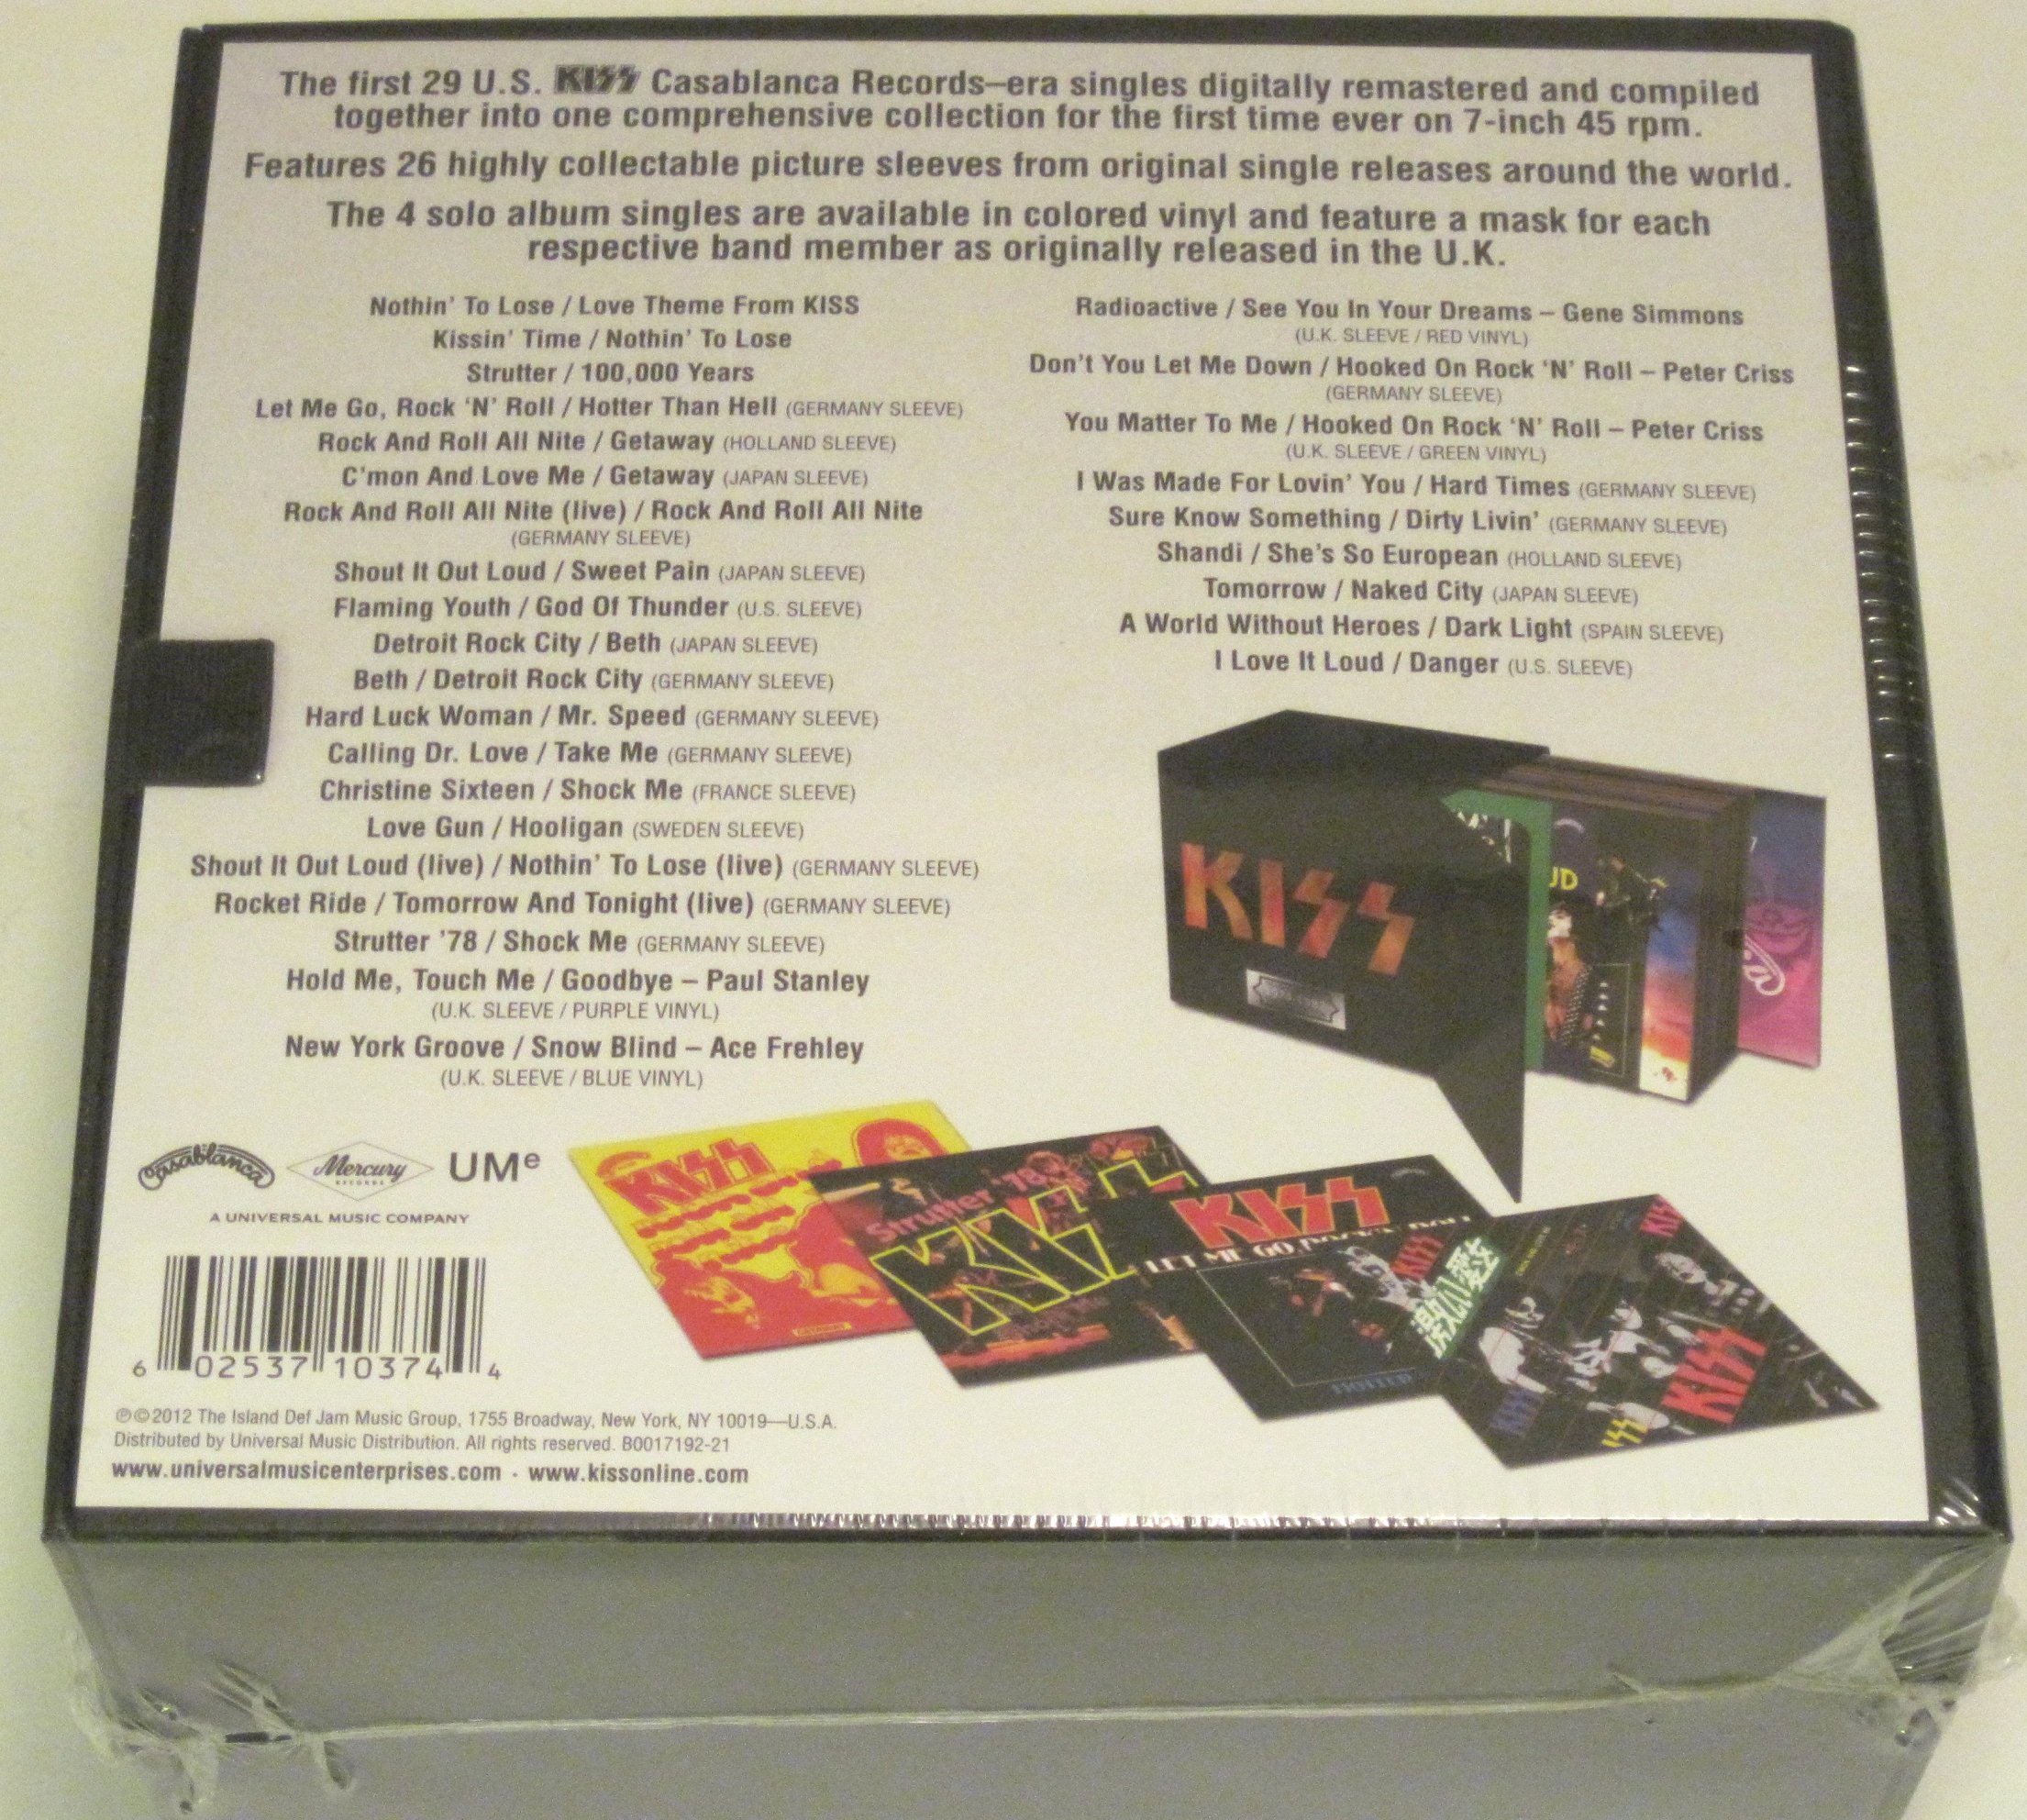 The first 29 U.S. KISS Casablanca Records–era singles digitally remastered and compiled
together into one comprehensive collection for the first time ever on 7-inch 45 rpm.
Features 26 highly collectable picture sleeves from original single releases around the world.
The 4 solo album singles are available in colored vinyl and feature a mask for each
respective band member as originally released in the U.K.
Nothin' To Lose / Love Theme From KISS
Kissin' Time / Nothin' To Lose
Strutter / 100,000 Years
Let Me Go, Rock 'N' Roll / Hotter Than Hell (GERMANY SLEEVE)
Rock And Roll All Nite / Getaway (HOLLAND SLEEVE)
C'mon And Love Me / Getaway (JAPAN SLEEVE)
Rock And Roll All Nite (live) / Rock And Roll All Nite
(GERMANY SLEEVE)
Shout It Out Loud / Sweet Pain (JAPAN SLEEVE)
Flaming Youth / God Of Thunder (U.S. SLEEVE)
Detroit Rock City / Beth (JAPAN SLEEVE)
Beth / Detroit Rock City (GERMANY SLEEVE)
Hard Luck Woman / Mr. Speed (GERMANY SLEEVE)
Calling Dr. Love / Take Me (GERMANY SLEEVE)
Christine Sixteen / Shock Me (FRANCE SLEEVE)
Love Gun / Hooligan (SWEDEN SLEEVE)
Shout It Out Loud (live) / Nothin' To Lose (live) (GERMANY SLEEVE)
Rocket Ride / Tomorrow And Tonight (live) (GERMANY SLEEVE)
Strutter '78 / Shock Me (GERMANY SLEEVE)
Hold Me, Touch Me / Goodbye – Paul Stanley
(U.K. SLEEVE / PURPLE VINYL)
New York Groove / Snow Blind – Ace Frehley
(U.K. SLEEVE / BLUE VINYL)
Radioactive / See You In Your Dreams – Gene Simmons
(U.K. SLEEVE / RED VINYL)
Don't You Let Me Down / Hooked On Rock 'N' Roll – Peter Criss
(GERMANY SLEEVE)
You Matter To Me / Hooked On Rock 'N' Roll – Peter Criss
(U.K. SLEEVE / GREEN VINYL)
I Was Made For Lovin' You / Hard Times (GERMANY SLEEVE)
Sure Know Something / Dirty Livin' (GERMANY SLEEVE)
Shandi / She's So European (HOLLAND SLEEVE)
Tomorrow / Naked City (JAPAN SLEEVE)
A World Without Heroes / Dark Light (SPAIN SLEEVE)
I Love It Loud / Danger (U.S. SLEEVE)
KISS
UD
Casablanca
Mercury
RECORDS
UMe
A UNIVERSAL MUSIC COMPANY
KISS
Strutter '78
KISS
KISS
LET ME GO, ROCK 'N' ROLL
HOTTER
KISS
激しい愛を
KISS
KISS
KISS
6 02537 10374 4
℗©2012 The Island Def Jam Music Group, 1755 Broadway, New York, NY 10019—U.S.A.
Distributed by Universal Music Distribution. All rights reserved. B0017192-21
www.universalmusicenterprises.com · www.kissonline.com